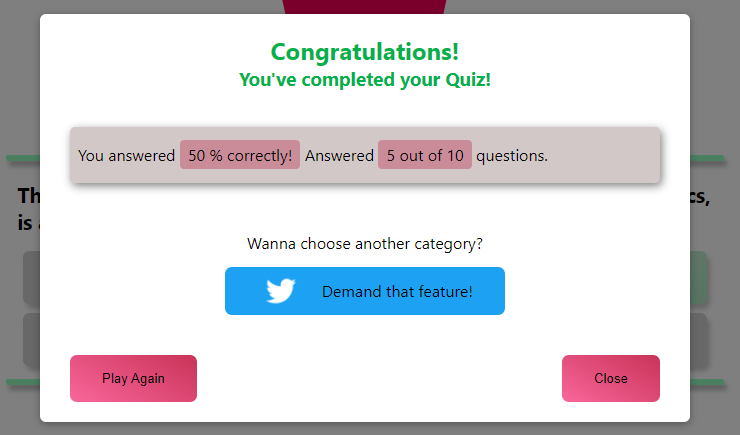 Congratulations!
You've completed your Quiz!
You answered 50 % correctly! Answered 5 out of 10 questions.
Wanna choose another category?
Demand that feature!
Play Again
Close